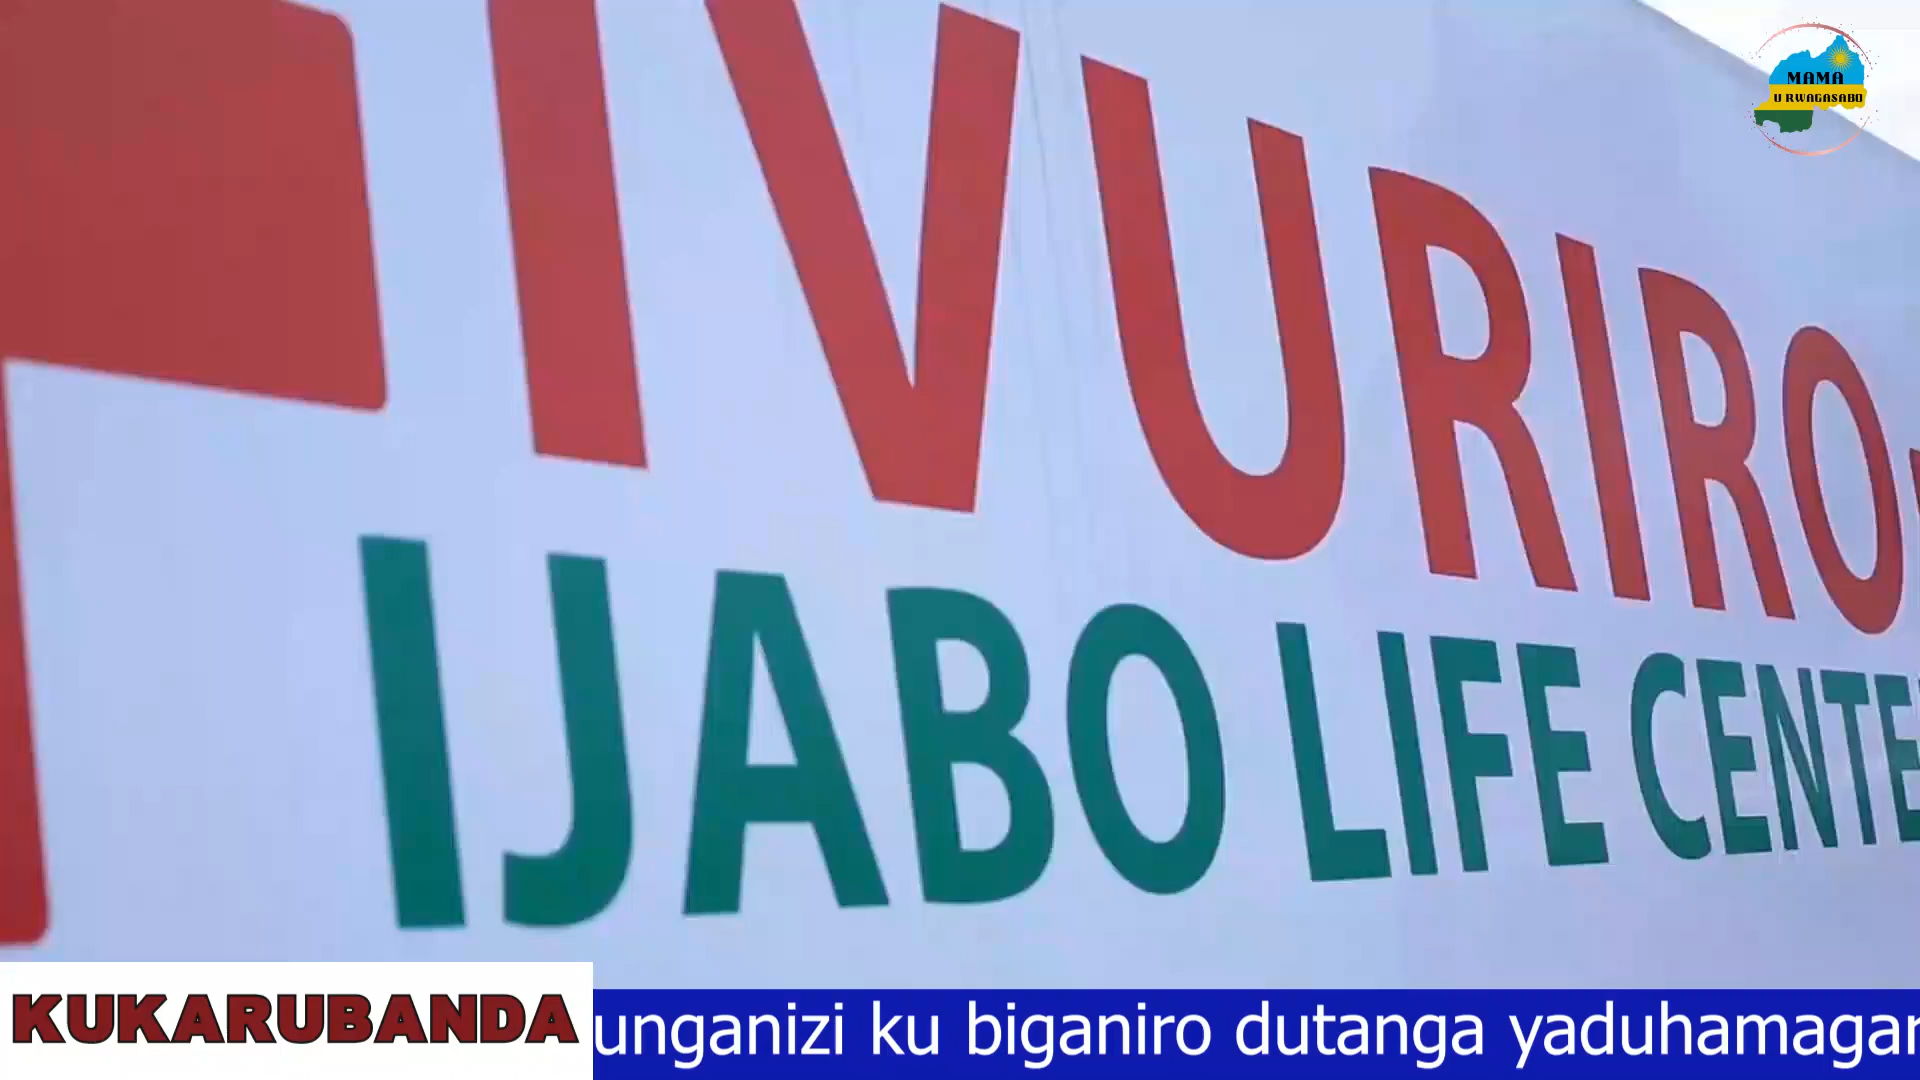 MAMA
U RWAGASABO
IVURIRO
IJABO LIFE CENTE
KUKARUBANDA
unganizi ku biganiro dutanga yaduhamagar